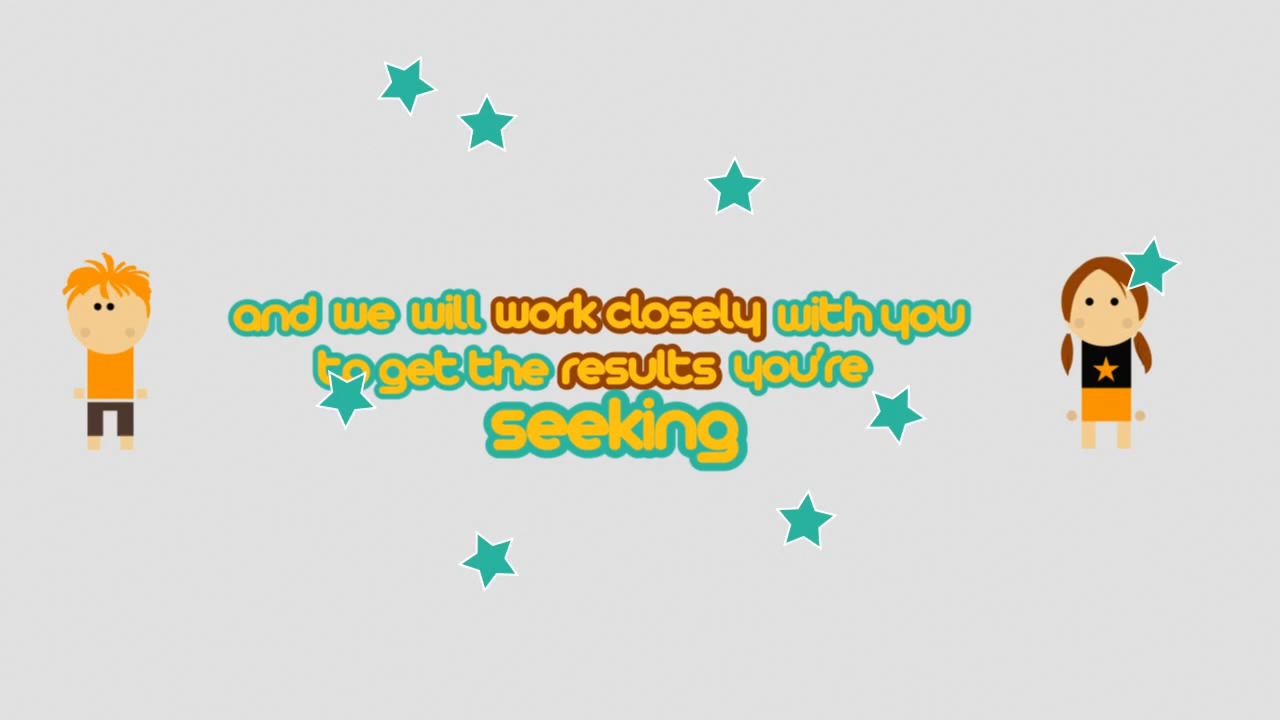 and we will work closely with you
to get the results you're
seeking